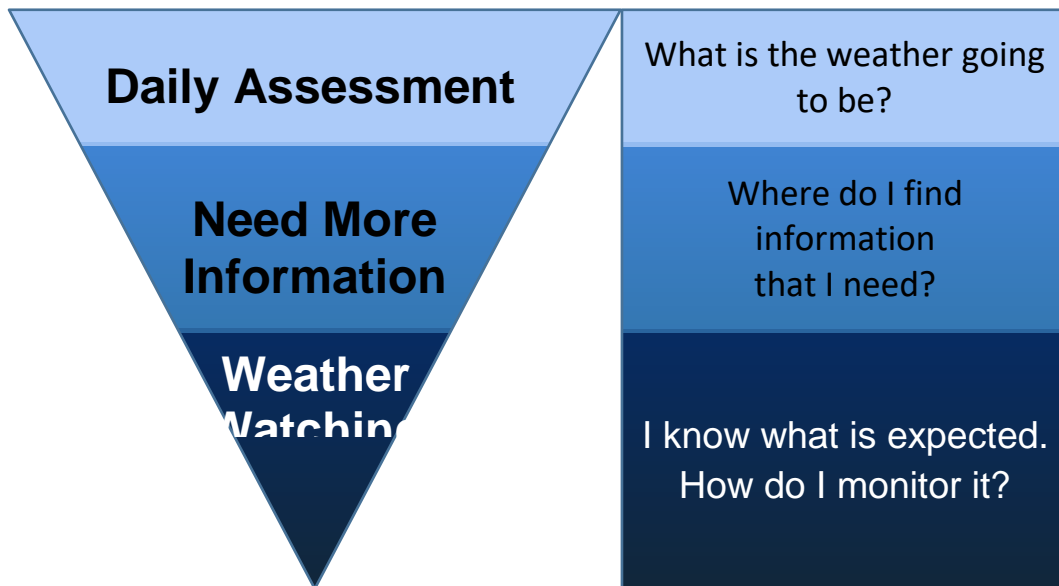 Daily Assessment
What is the weather going
to be?
Need More
Information
Where do I find
information
that I need?
Weather
Watching
I know what is expected.
How do I monitor it?